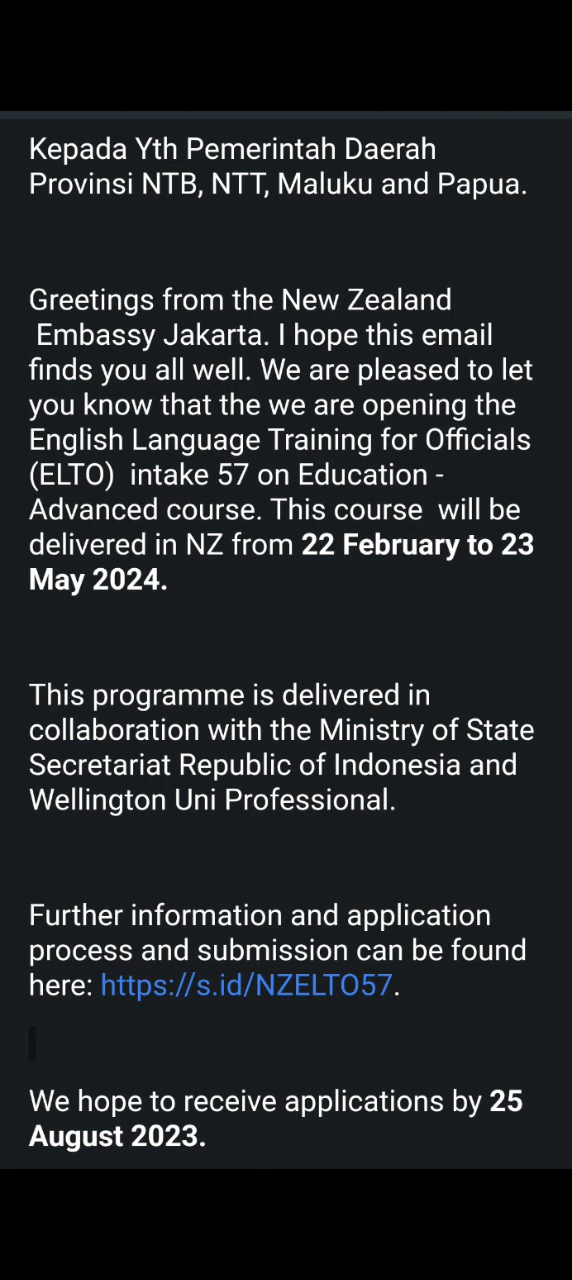 Kepada Yth Pemerintah Daerah
Provinsi NTB, NTT, Maluku and Papua.
Greetings from the New Zealand
Embassy Jakarta. I hope this email
finds you all well. We are pleased to let
you know that the we are opening the
English Language Training for Officials
(ELTO)  intake 57 on Education -
Advanced course. This course  will be
delivered in NZ from 22 February to 23
May 2024.
This programme is delivered in
collaboration with the Ministry of State
Secretariat Republic of Indonesia and
Wellington Uni Professional.
Further information and application
process and submission can be found
here: https://s.id/NZELTO57.
We hope to receive applications by 25
August 2023.